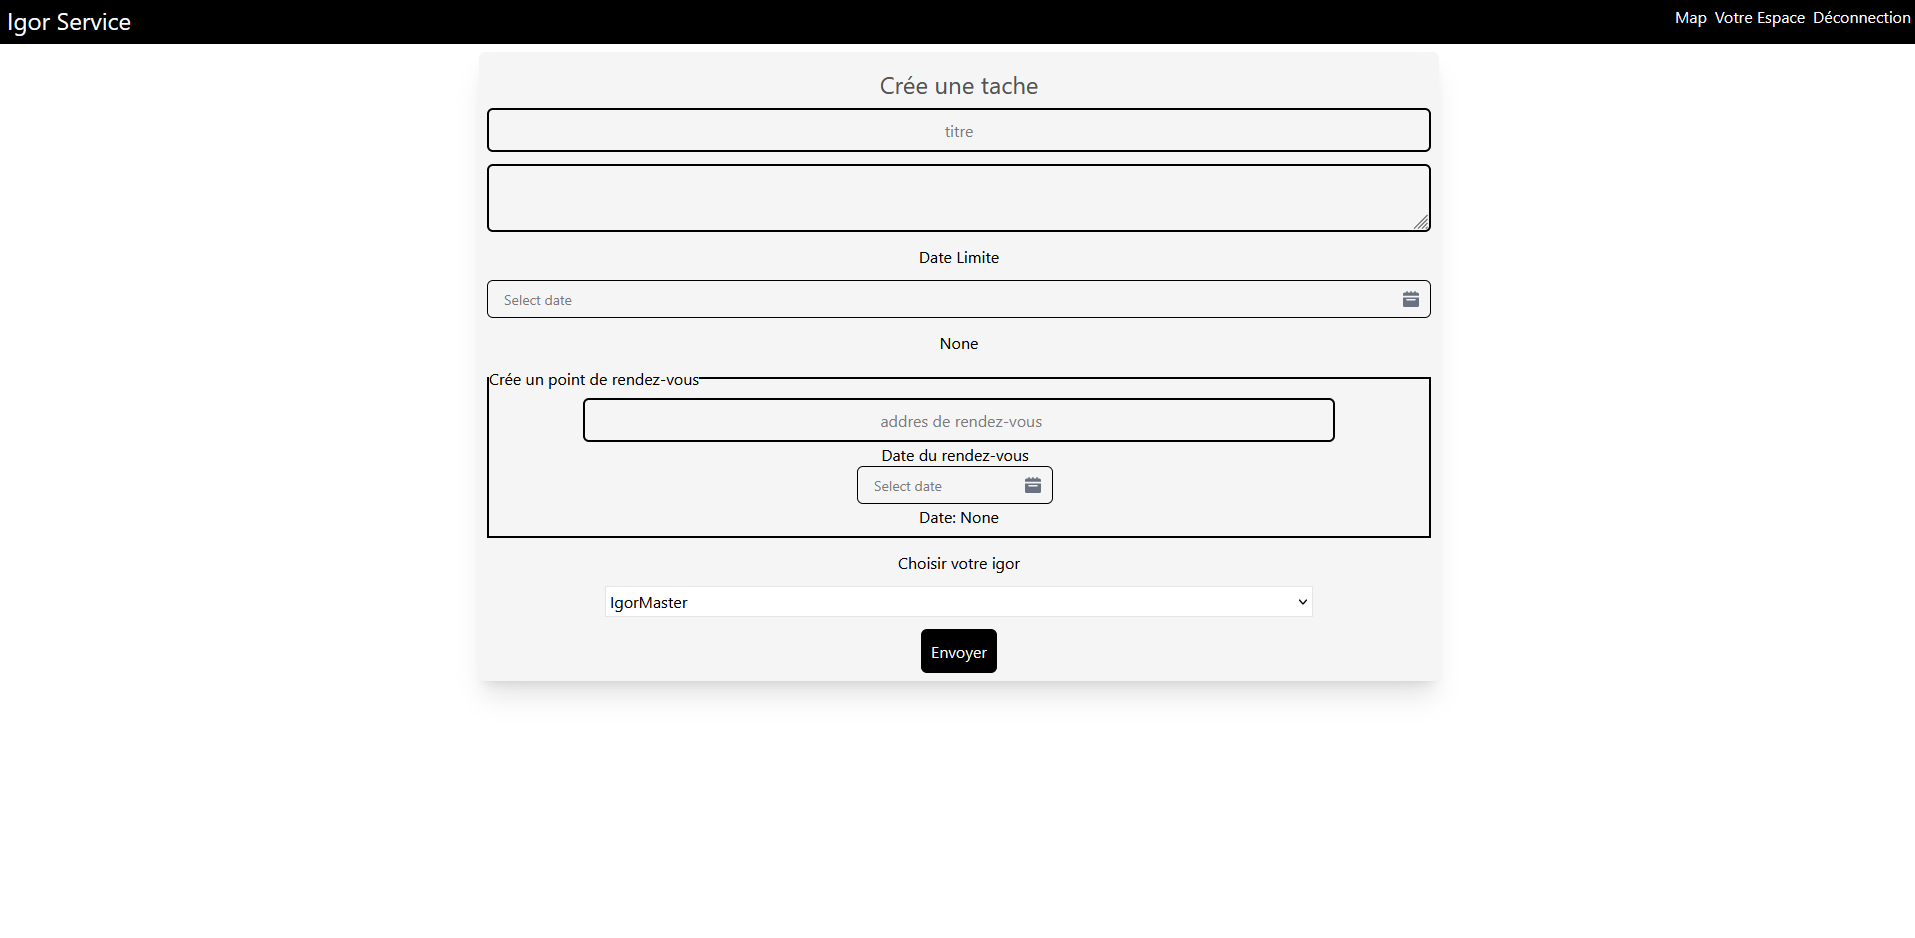 Igor Service
Map Votre Espace Déconnection
Crée une tache
titre
Date Limite
Select date
None
Crée un point de rendez-vous
addres de rendez-vous
Date du rendez-vous
Select date
Date: None
Choisir votre igor
IgorMaster
Envoyer